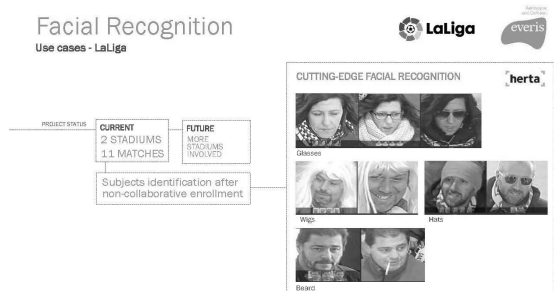 Facial Recognition
Use cases - LaLiga
LaLiga
everis
CUTTING-EDGE FACIAL RECOGNITION
herta
PROJECT STATUS
CURRENT
2 STADIUMS
11 MATCHES
FUTURE
MORE
STADIUMS
INVOLVED
Subjects identification after
non-collaborative enrollment
Glasses
Wigs
Hats
Beard